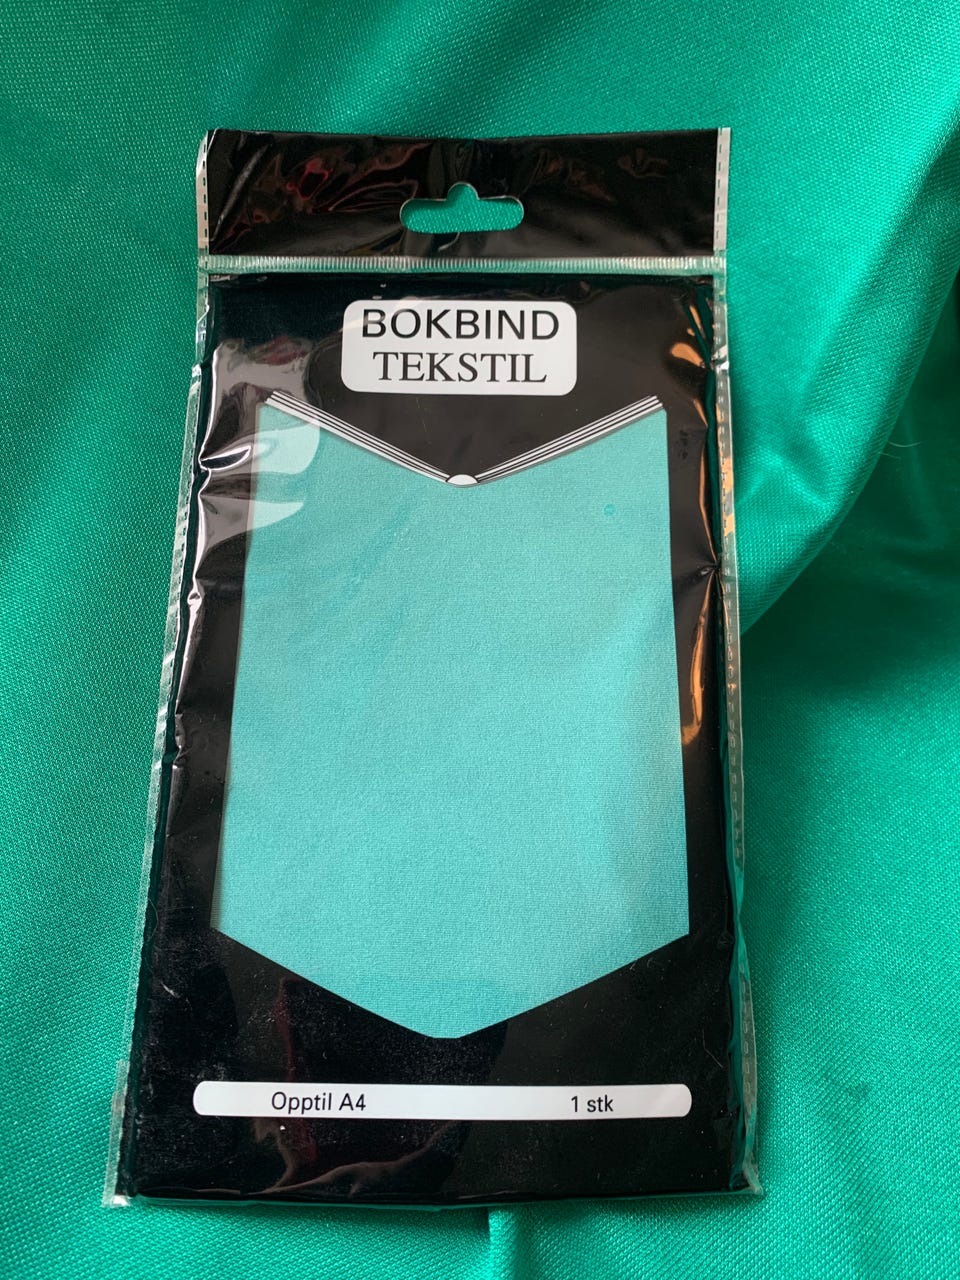 BOKBIND
TEKSTIL
Opptil A4 1 stk